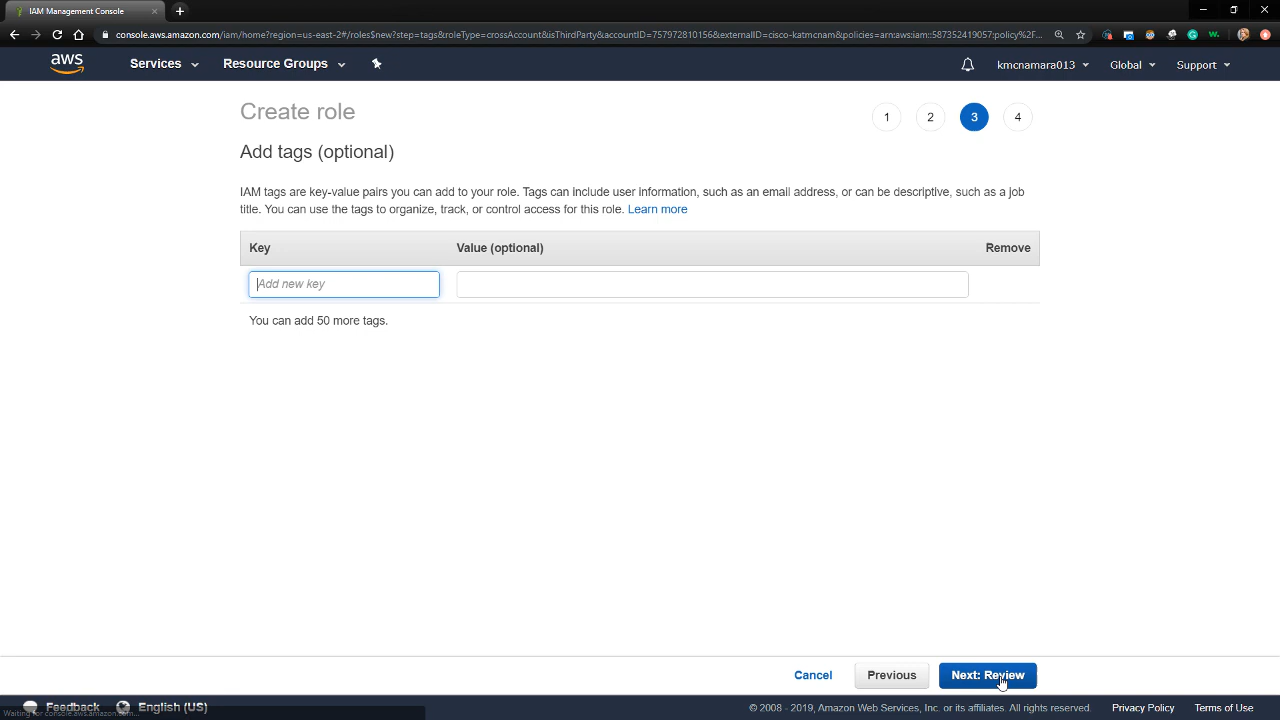 IAM Management Console
console.aws.amazon.com/iam/home?region=us-east-2#/roles$new?step=tags&roleType=crossAccount&isThirdParty&accountID=757972810156&externalID=cisco-katmcnam&policies=arn:aws:iam::587352419057:policy%2F...
aws Services Resource Groups kmcnamara013 Global Support
Create role
1 2 3 4
Add tags (optional)
IAM tags are key-value pairs you can add to your role. Tags can include user information, such as an email address, or can be descriptive, such as a job
title. You can use the tags to organize, track, or control access for this role. Learn more
Key Value (optional) Remove
Add new key
You can add 50 more tags.
Cancel Previous Next: Review
Feedback English (US) © 2008 - 2019, Amazon Web Services, Inc. or its affiliates. All rights reserved. Privacy Policy Terms of Use
Waiting for console.aws.amazon.com...